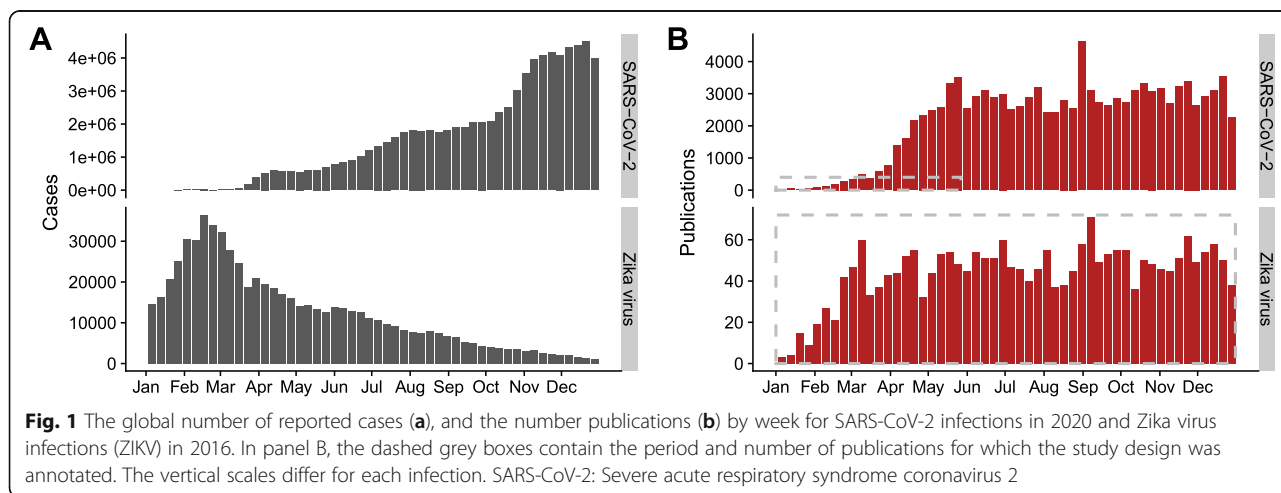 A
B
Cases
4e+06
3e+06
2e+06
1e+06
0e+00
SARS-CoV-2
30000
20000
10000
0
Zika virus
Jan Feb Mar Apr May Jun Jul Aug Sep Oct Nov Dec
Publications
4000
3000
2000
1000
0
SARS-CoV-2
60
40
20
0
Zika virus
Jan Feb Mar Apr May Jun Jul Aug Sep Oct Nov Dec
Fig. 1 The global number of reported cases (a), and the number publications (b) by week for SARS-CoV-2 infections in 2020 and Zika virus
infections (ZIKV) in 2016. In panel B, the dashed grey boxes contain the period and number of publications for which the study design was
annotated. The vertical scales differ for each infection. SARS-CoV-2: Severe acute respiratory syndrome coronavirus 2